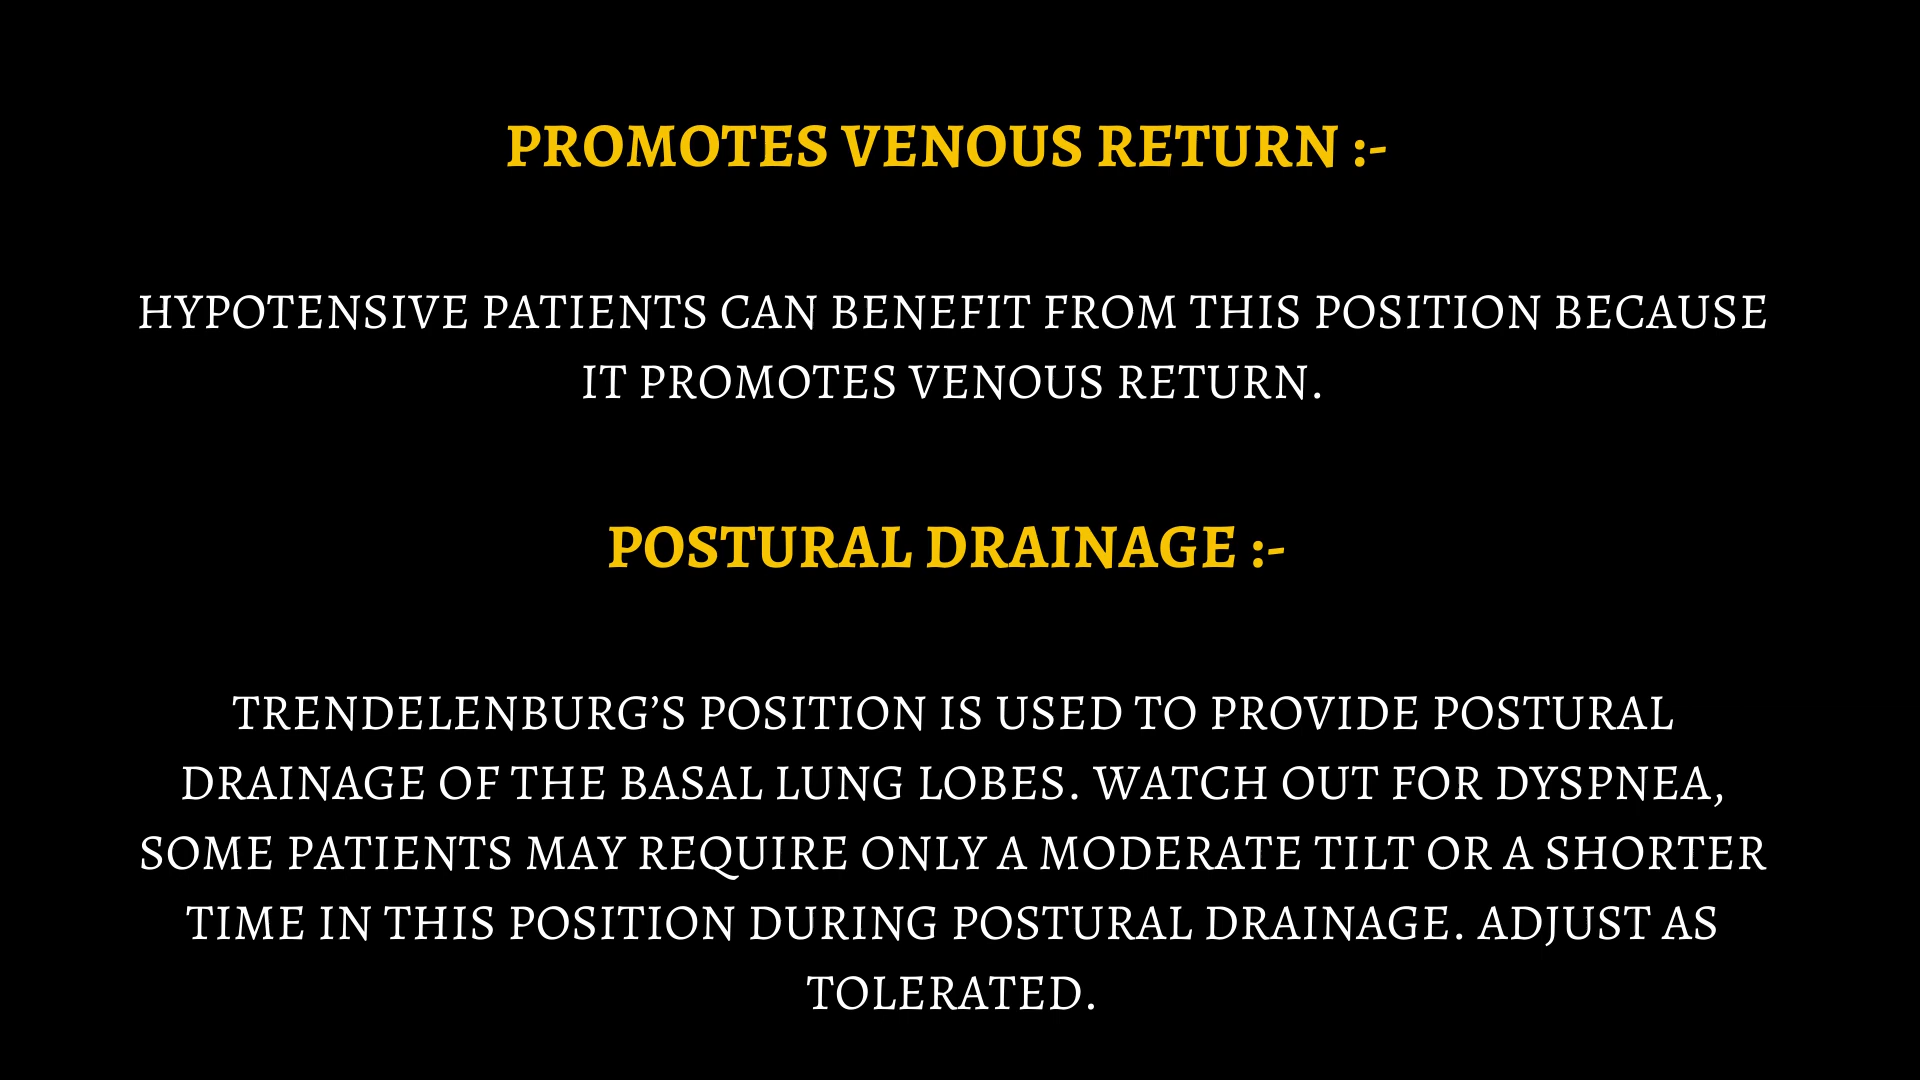 PROMOTES VENOUS RETURN :-
HYPOTENSIVE PATIENTS CAN BENEFIT FROM THIS POSITION BECAUSE
IT PROMOTES VENOUS RETURN.
POSTURAL DRAINAGE :-
TRENDELENBURG’S POSITION IS USED TO PROVIDE POSTURAL
DRAINAGE OF THE BASAL LUNG LOBES. WATCH OUT FOR DYSPNEA,
SOME PATIENTS MAY REQUIRE ONLY A MODERATE TILT OR A SHORTER
TIME IN THIS POSITION DURING POSTURAL DRAINAGE. ADJUST AS
TOLERATED.